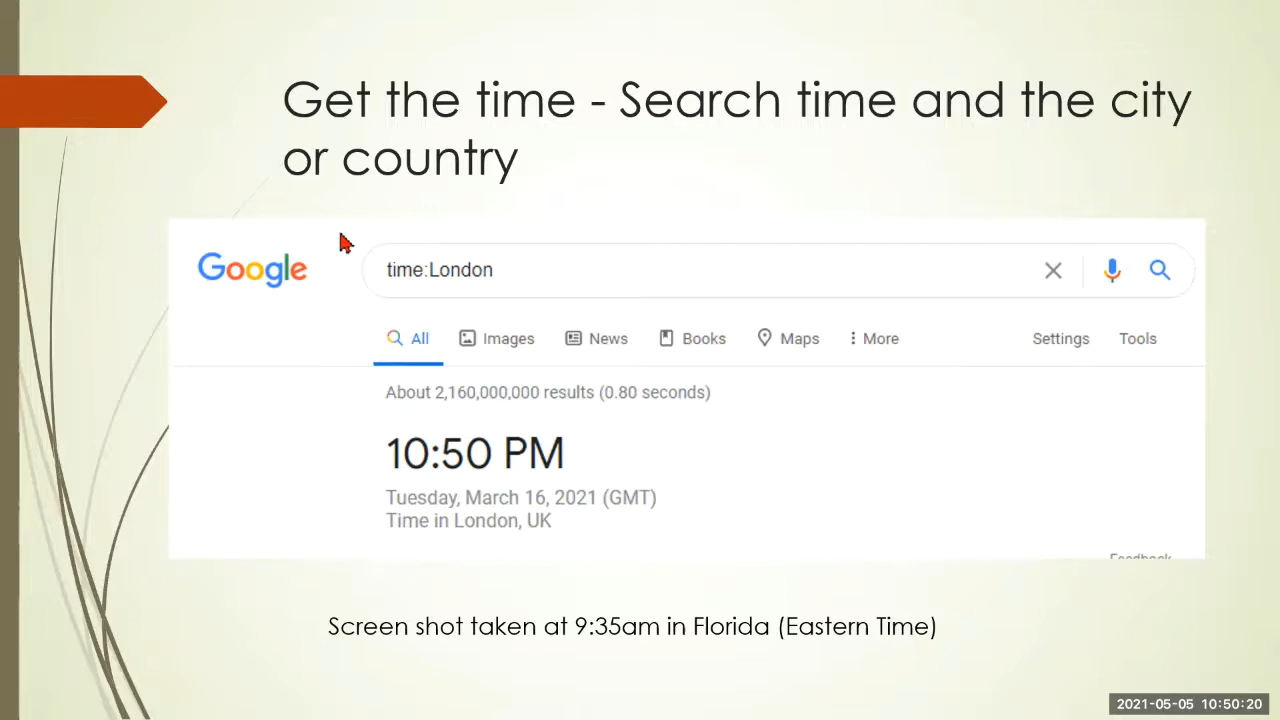 Get the time - Search time and the city
or country
Google
time:London
All Images News Books Maps More Settings Tools
About 2,160,000,000 results (0.80 seconds)
10:50 PM
Tuesday, March 16, 2021 (GMT)
Time in London, UK
Feedback
Screen shot taken at 9:35am in Florida (Eastern Time)
2021-05-05 10:50:20